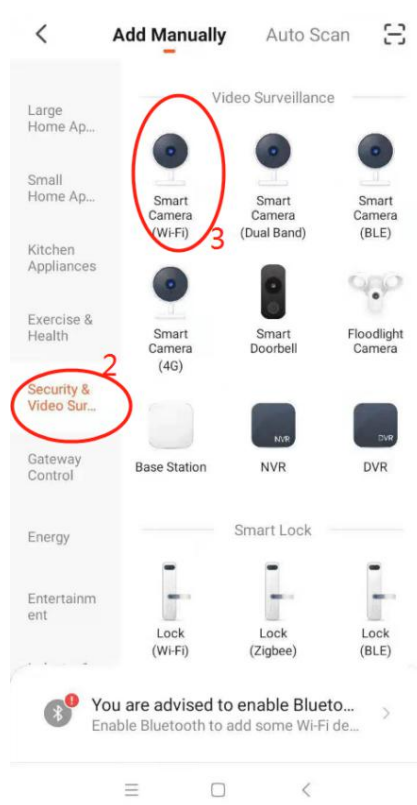 Add Manually Auto Scan
Large
Home Ap...
Small
Home Ap...
Kitchen
Appliances
Exercise &
Health
2
Security &
Video Sur...
Gateway
Control
Energy
Entertainm
ent
Video Surveillance
Smart
Camera
(Wi-Fi)
3
Smart
Camera
(Dual Band)
Smart
Camera
(BLE)
Smart
Camera
(4G)
Smart
Doorbell
Floodlight
Camera
Base Station
NVR
NVR
DVR
DVR
Smart Lock
Lock
(Wi-Fi)
Lock
(Zigbee)
Lock
(BLE)
You are advised to enable Blueto...
Enable Bluetooth to add some Wi-Fi de...